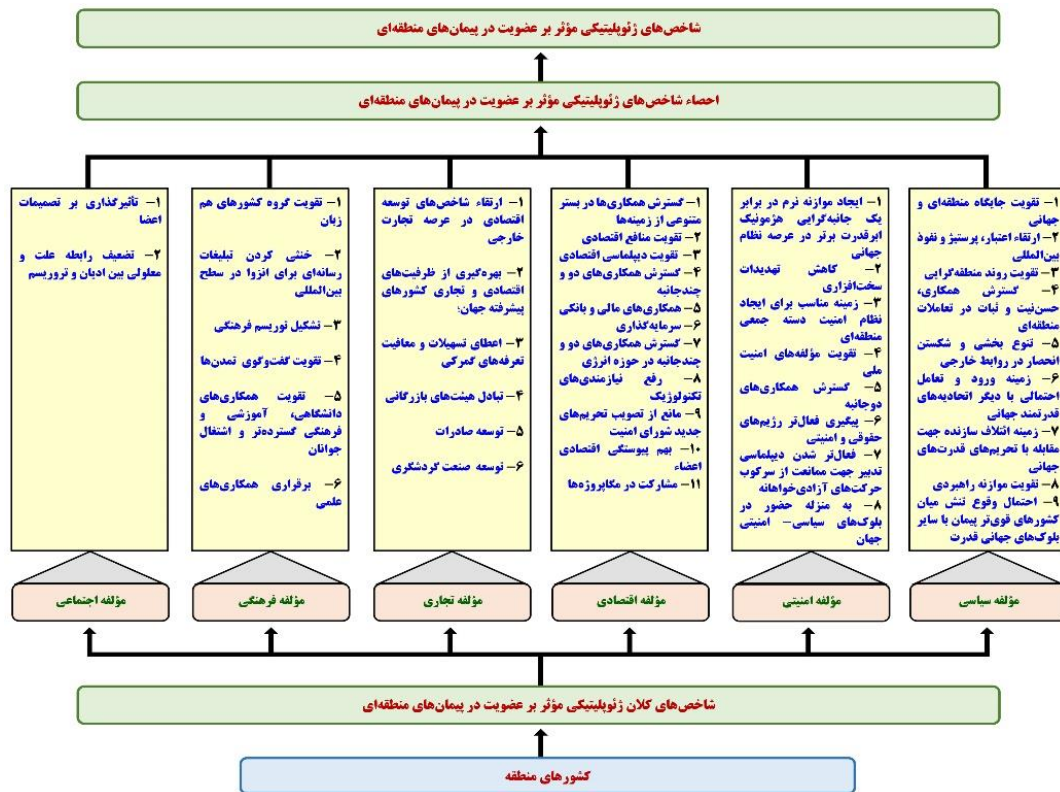 شاخص‌های ژئوپلیتیکی مؤثر بر عضویت در پیمان‌های منطقه‌ای
احصاء شاخص‌های ژئوپلیتیکی مؤثر بر عضویت در پیمان‌های منطقه‌ای
۱- تقویت جایگاه منطقه‌ای و
جهانی
۲- ارتقاء اعتبار، پرستیژ و نفوذ
بین‌المللی
۳- تقویت روند منطقه‌گرایی
۴- گسترش همکاری،
حسن‌نیت و ثبات در تعاملات
منطقه‌ای
۵- تنوع بخشی و شکستن
انحصار در روابط خارجی
۶- زمینه ورود و تعامل
احتمالی با دیگر اتحادیه‌های
قدرتمند جهانی
۷- زمینه ائتلاف سازنده جهت
مقابله با تحریم‌های قدرت‌های
جهانی
۸- تقویت موازنه راهبردی
۹- احتمال وقوع تنش میان
کشورهای قوی‌تر پیمان با سایر
بلوک‌های جهانی قدرت
۱- ایجاد موازنه نرم در برابر
یک جانبه‌گرایی هژمونیک
ابرقدرت برتر در عرصه نظام
جهانی
۲- کاهش تهدیدات
سخت‌افزاری
۳- زمینه مناسب برای ایجاد
نظام امنیت دسته جمعی
منطقه‌ای
۴- تقویت مؤلفه‌های امنیت
ملی
۵- گسترش همکاری‌های
دوجانبه
۶- پیگیری فعال‌تر رژیم‌های
حقوقی و امنیتی
۷- فعال‌تر شدن دیپلماسی
تدبیر جهت ممانعت از سرکوب
حرکت‌های آزادی‌خواهانه
۸- به منزله حضور در
بلوک‌های سیاسی- امنیتی
جهان
۱- گسترش همکاری‌ها در بستر
متنوعی از زمینه‌ها
۲- تقویت منافع اقتصادی
۳- تقویت دیپلماسی اقتصادی
۴- گسترش همکاری‌های دو و
چندجانبه
۵- همکاری‌های مالی و بانکی
۶- سرمایه‌گذاری
۷- گسترش همکاری‌های دو و
چندجانبه در حوزه انرژی
۸- رفع نیازمندی‌های
تکنولوژیک
۹- مانع از تصویب تحریم‌های
جدید شورای امنیت
۱۰- بهم پیوستگی اقتصادی
اعضاء
۱۱- مشارکت در مگاپروژه‌ها
۱- ارتقاء شاخص‌های توسعه
اقتصادی در عرصه تجارت
خارجی
۲- بهره‌گیری از ظرفیت‌های
اقتصادی و تجاری کشورهای
پیشرفته جهان؛
۳- اعطای تسهیلات و معافیت
تعرفه‌های گمرکی
۴- تبادل هیئت‌های بازرگانی
۵- توسعه صادرات
۶- توسعه صنعت گردشگری
۱- تقویت گروه کشورهای هم
زبان
۲- خنثی کردن تبلیغات
رسانه‌ای برای انزوا در سطح
بین‌المللی
۳- تشکیل توریسم فرهنگی
۴- تقویت گفت‌وگوی تمدن‌ها
۵- تقویت همکاری‌های
دانشگاهی، آموزشی و
فرهنگی گسترده‌تر و اشتغال
جوانان
۶- برقراری همکاری‌های
علمی
۱- تأثیرگذاری بر تصمیمات
اعضا
۲- تضعیف رابطه علت و
معلولی بین ادیان و تروریسم
مؤلفه سیاسی
مؤلفه امنیتی
مؤلفه اقتصادی
مؤلفه تجاری
مؤلفه فرهنگی
مؤلفه اجتماعی
شاخص‌های کلان ژئوپلیتیکی مؤثر بر عضویت در پیمان‌های منطقه‌ای
کشورهای منطقه